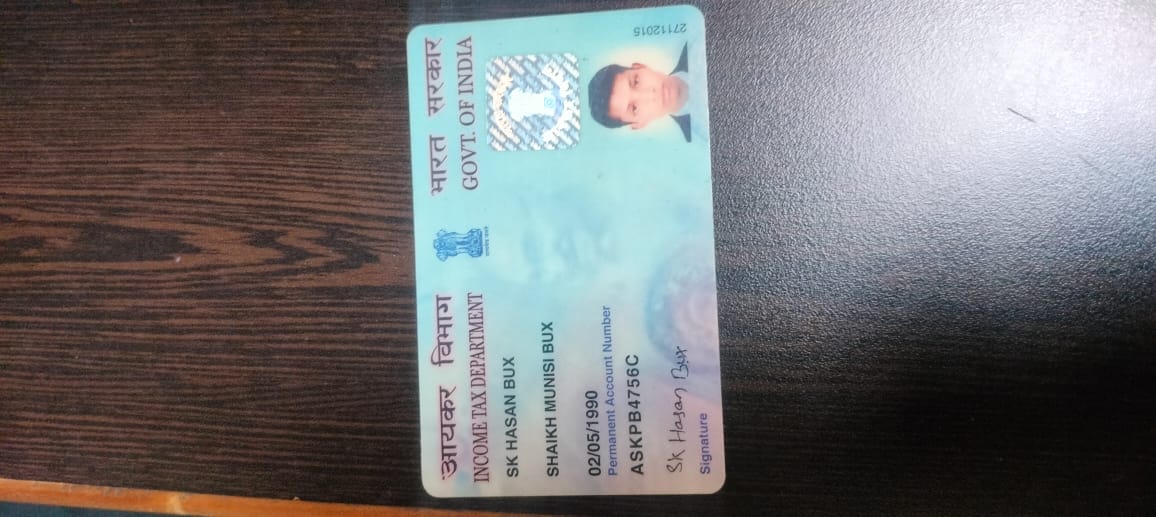 आयकर विभाग
INCOME TAX DEPARTMENT
भारत सरकार
GOVT. OF INDIA
SK HASAN BUX
SHAIKH MUNISI BUX
02/05/1990
Permanent Account Number
ASKPB4756C
SK Hasan Bux
Signature
27112015